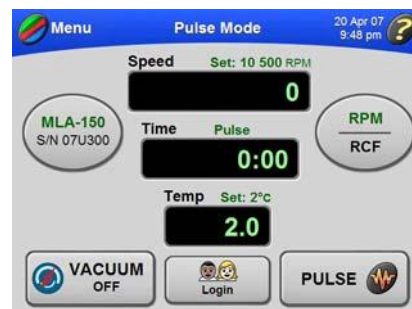 Menu
Pulse Mode
20 Apr 07
9:48 pm
?
Speed Set: 10 500 RPM
0
MLA-150
S/N 07U300
Time Pulse
0:00
RPM
RCF
Temp Set: 2°c
2.0
VACUUM
OFF
Login
PULSE